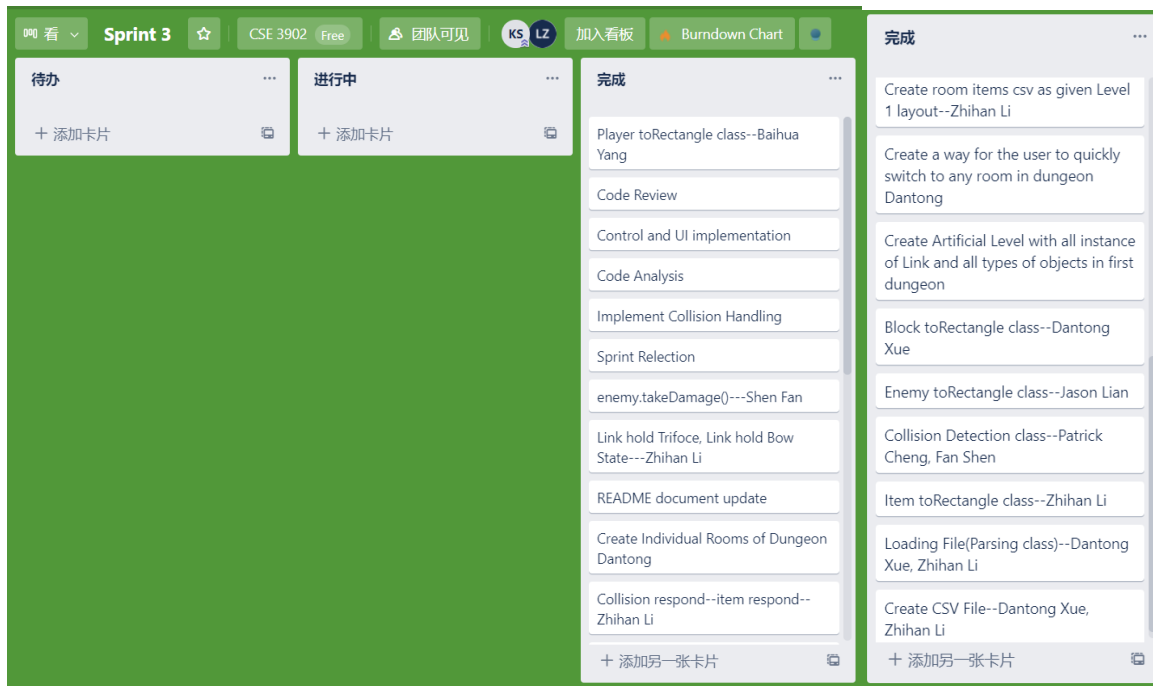 看
Sprint 3
CSE 3902 Free
团队可见
KS
LZ
加入看板
Burndown Chart
待办
添加卡片
进行中
添加卡片
完成
Player toRectangle class--Baihua
Yang
Code Review
Control and UI implementation
Code Analysis
Implement Collision Handling
Sprint Relection
enemy.takeDamage()---Shen Fan
Link hold Trifoce, Link hold Bow
State---Zhihan Li
README document update
Create Individual Rooms of Dungeon
Dantong
Collision respond--item respond--
Zhihan Li
添加另一张卡片
完成
Create room items csv as given Level
1 layout--Zhihan Li
Create a way for the user to quickly
switch to any room in dungeon
Dantong
Create Artificial Level with all instance
of Link and all types of objects in first
dungeon
Block toRectangle class--Dantong
Xue
Enemy toRectangle class--Jason Lian
Collision Detection class--Patrick
Cheng, Fan Shen
Item toRectangle class--Zhihan Li
Loading File(Parsing class)--Dantong
Xue, Zhihan Li
Create CSV File--Dantong Xue,
Zhihan Li
添加另一张卡片